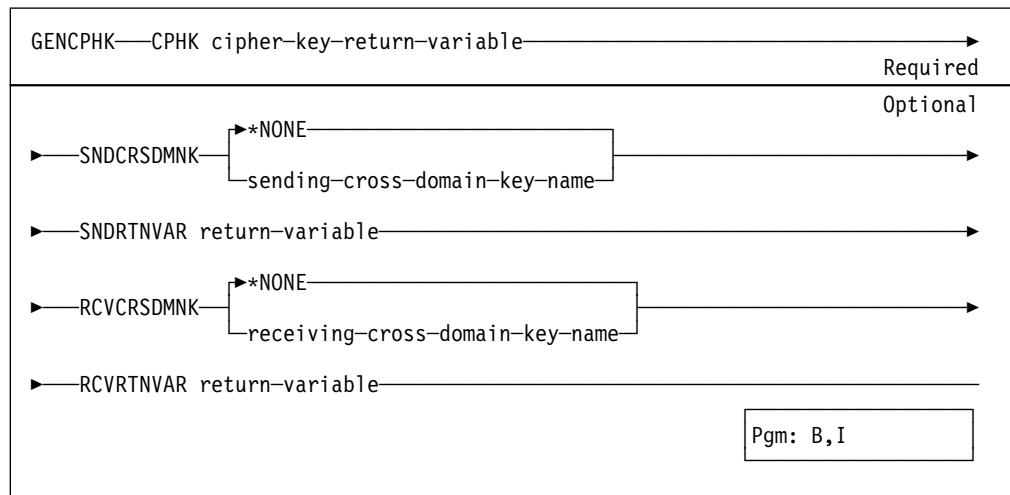 GENCPHK CPHK cipher-key-return-variable
Required
Optional
*NONE
SNDCRSDMNK
sending-cross-domain-key-name
SNDRTNVAR return-variable
*NONE
RCVCRSDMNK
receiving-cross-domain-key-name
RCVRTNVAR return-variable
Pgm: B,I